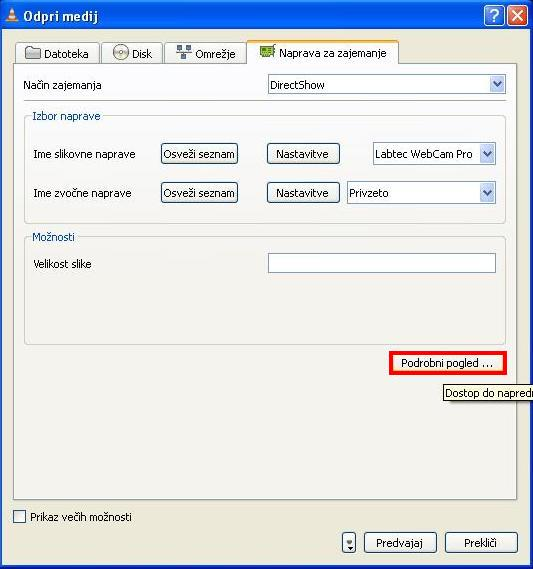 Odpri medij
Datoteka Disk Omrežje Naprava za zajemanje
Način zajemanja DirectShow
Izbor naprave
Ime slikovne naprave Osveži seznam Nastavitve Labtec WebCam Pro
Ime zvočne naprave Osveži seznam Nastavitve Privzeto
Možnosti
Velikost slike
Podrobni pogled ...
Dostop do napredn
Prikaz večih možnosti
Predvajaj Prekliči